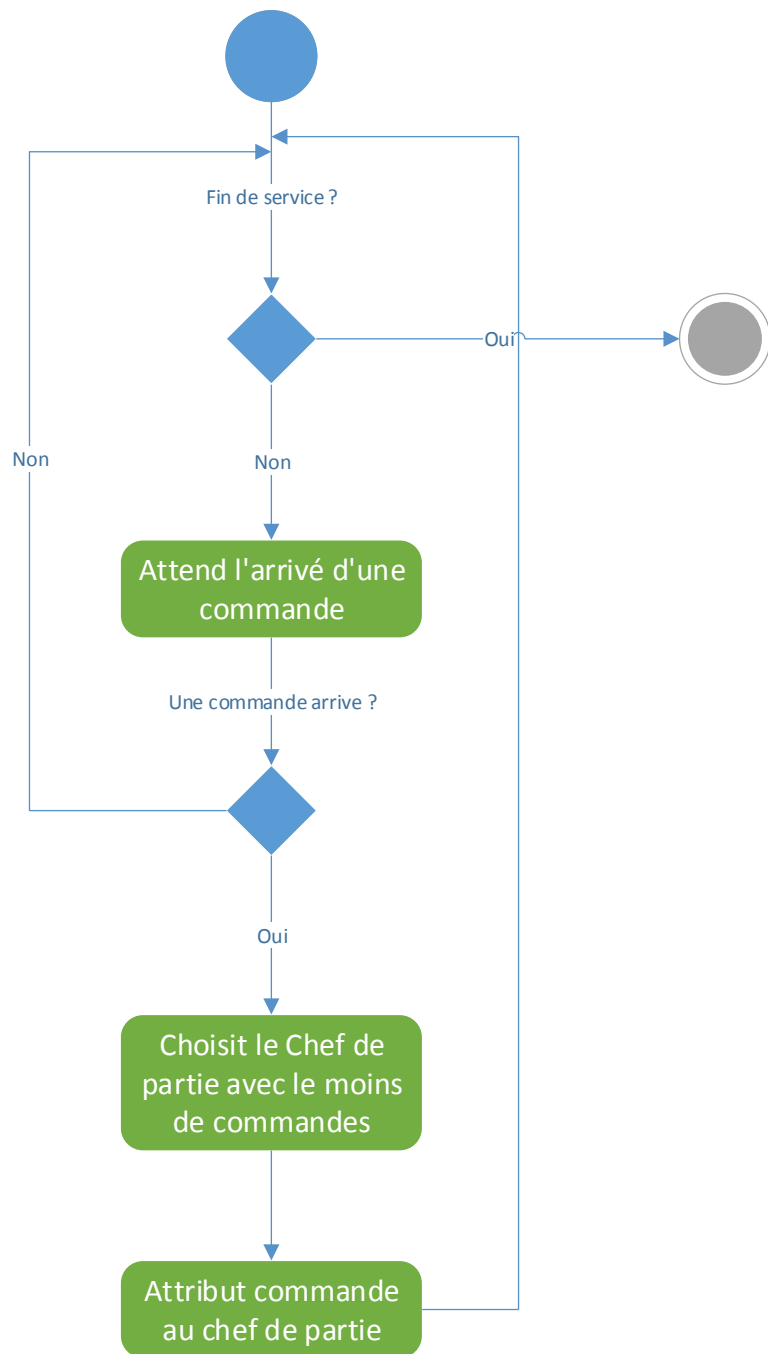 Fin de service ?
Oui
Non
Non
Attend l'arrivé d'une
commande
Une commande arrive ?
Oui
Choisit le Chef de
partie avec le moins
de commandes
Attribut commande
au chef de partie